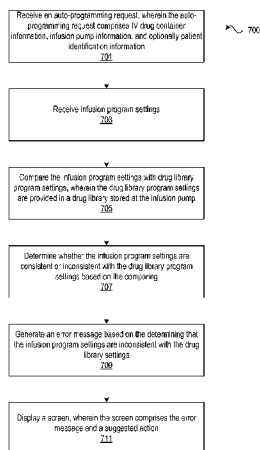 Receive an auto-programming request, wherein the auto-
programming request comprises IV drug container
information, infusion pump information, and optionally patient
identification information
701
700
Receive infusion program settings
703
Compare the infusion program settings with drug library
program settings, wherein the drug library program settings
are provided in a drug library stored at the infusion pump
705
Determine whether the infusion program settings are
consistent or inconsistent with the drug library program
settings based on the comparing
707
Generate an error message based on the determining that
the infusion program settings are inconsistent with the drug
library settings
709
Display a screen, wherein the screen comprises the error
message and a suggested action
711